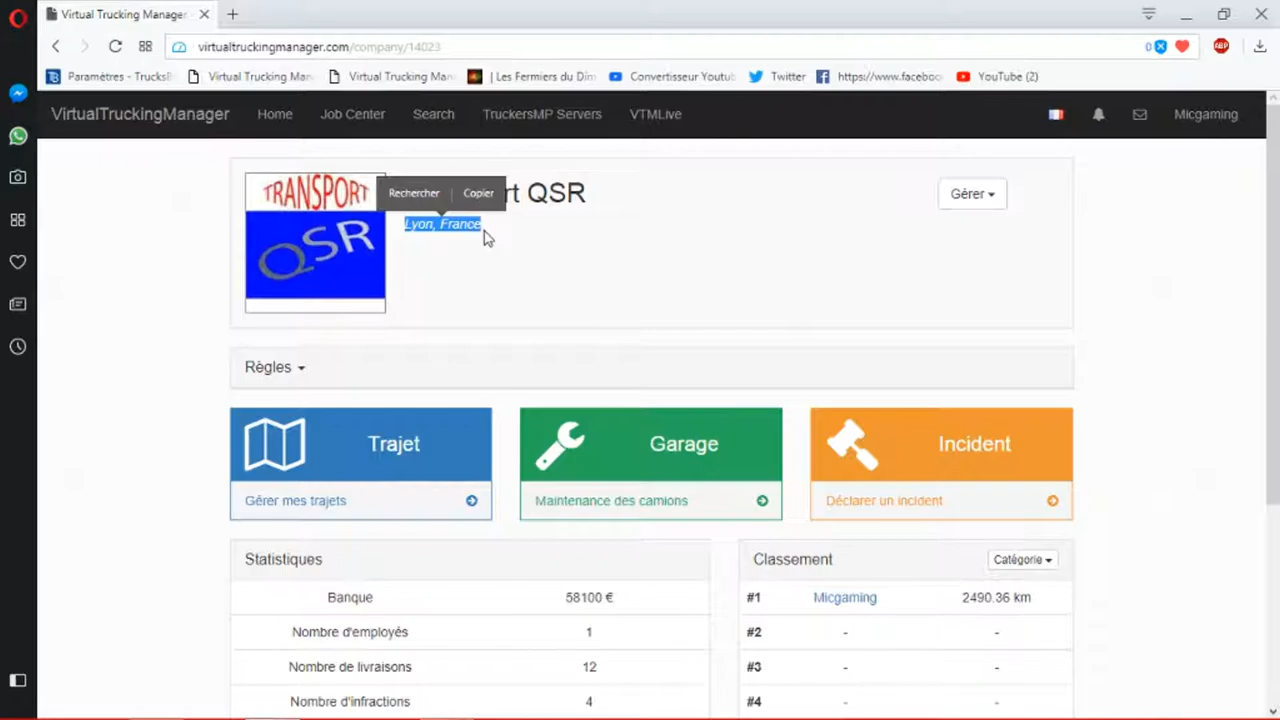 Virtual Trucking Manager
virtualtruckingmanager.com/company/14023
0
ABP
Paramètres - TrucksB
Virtual Trucking Man
Virtual Trucking Man
| Les Fermiers du Dim
Convertisseur Youtub
Twitter
https://www.faceboo
YouTube (2)
VirtualTruckingManager
Home
Job Center
Search
TruckersMP Servers
VTMLive
Micgaming
TRANSPORT
QSR
Rechercher
Copier
rt QSR
Lyon, France
Gérer
Règles
Trajet
Gérer mes trajets
Garage
Maintenance des camions
Incident
Déclarer un incident
Statistiques
Banque 58100 €
Nombre d'employés 1
Nombre de livraisons 12
Nombre d'infractions 4
Classement
Catégorie
#1 Micgaming 2490.36 km
#2 - -
#3 - -
#4 - -